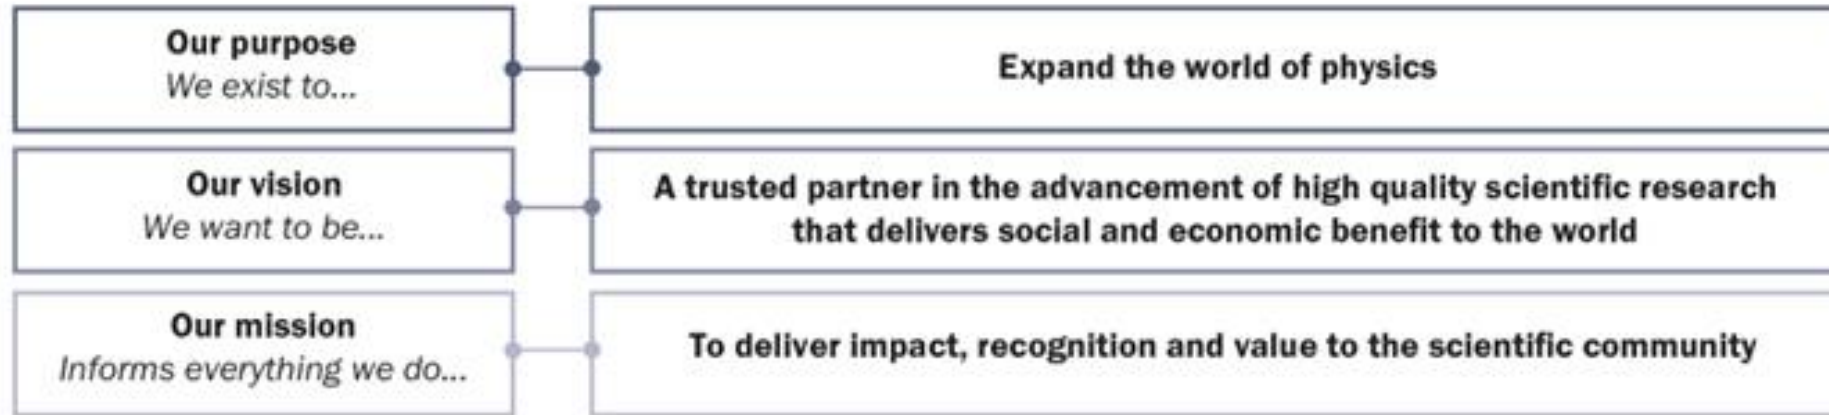 Our purpose
We exist to...
Expand the world of physics
Our vision
We want to be...
A trusted partner in the advancement of high quality scientific research
that delivers social and economic benefit to the world
Our mission
Informs everything we do...
To deliver impact, recognition and value to the scientific community